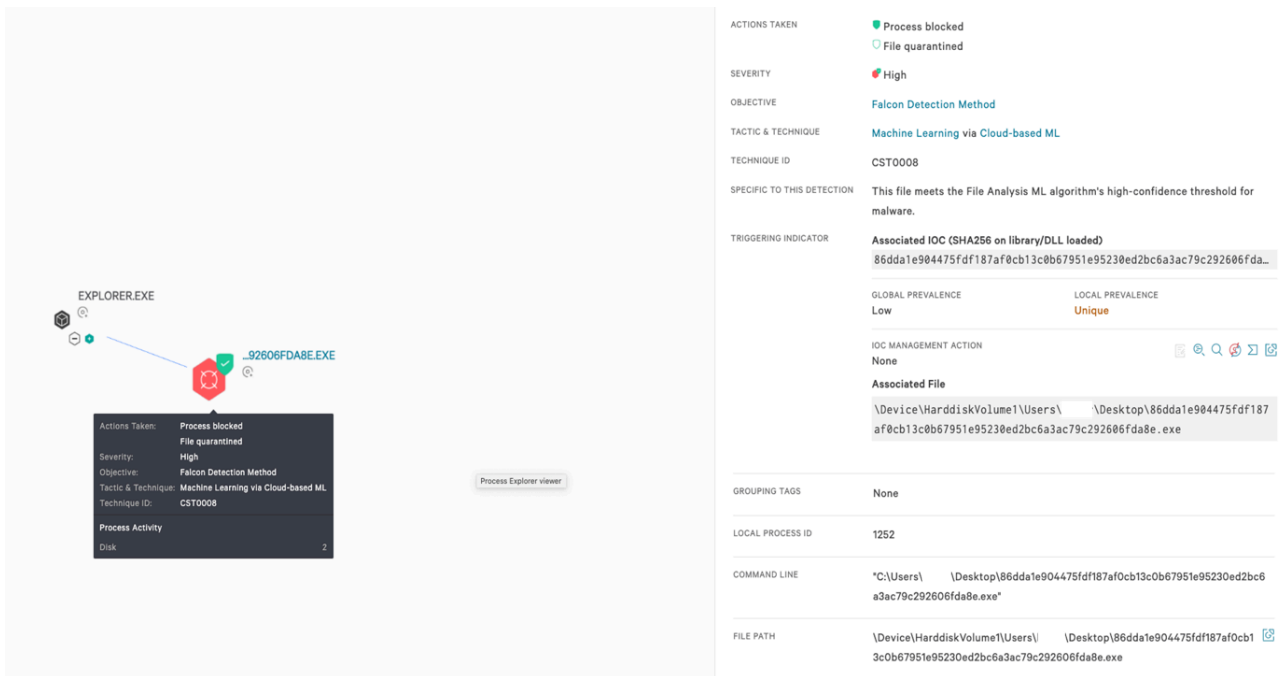 ACTIONS TAKEN
Process blocked
File quarantined
SEVERITY
High
OBJECTIVE
Falcon Detection Method
TACTIC & TECHNIQUE
Machine Learning via Cloud-based ML
TECHNIQUE ID
CST0008
SPECIFIC TO THIS DETECTION
This file meets the File Analysis ML algorithm's high-confidence threshold for
malware.
TRIGGERING INDICATOR
Associated IOC (SHA256 on library/DLL loaded)
86dda1e904475fdf187af0cb13c0b67951e95230ed2bc6a3ac79c292606fda…
GLOBAL PREVALENCE
Low
LOCAL PREVALENCE
Unique
IOC MANAGEMENT ACTION
None
Associated File
\Device\HarddiskVolume1\Users\ \Desktop\86dda1e904475fdf187
af0cb13c0b67951e95230ed2bc6a3ac79c292606fda8e.exe
GROUPING TAGS
None
LOCAL PROCESS ID
1252
COMMAND LINE
"C:\Users\ \Desktop\86dda1e904475fdf187af0cb13c0b67951e95230ed2bc6
a3ac79c292606fda8e.exe"
FILE PATH
\Device\HarddiskVolume1\Users\ \Desktop\86dda1e904475fdf187af0cb1
3c0b67951e95230ed2bc6a3ac79c292606fda8e.exe
EXPLORER.EXE
...92606FDA8E.EXE
Actions Taken: Process blocked
File quarantined
Severity: High
Objective: Falcon Detection Method
Tactic & Technique: Machine Learning via Cloud-based ML
Technique ID: CST0008
Process Activity
Disk 2
Process Explorer viewer